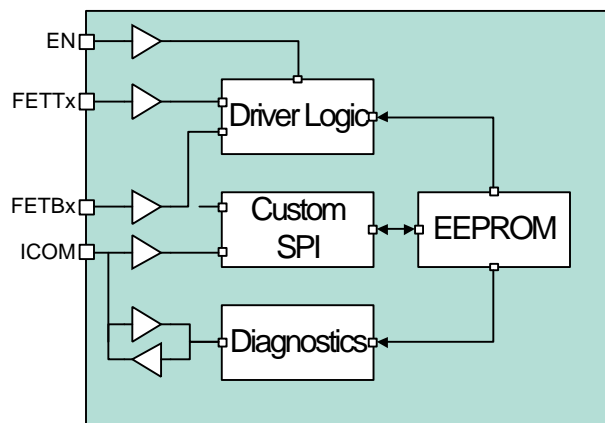 EN
FETTx
Driver Logic
FETBx
Custom
SPI
EEPROM
ICOM
Diagnostics